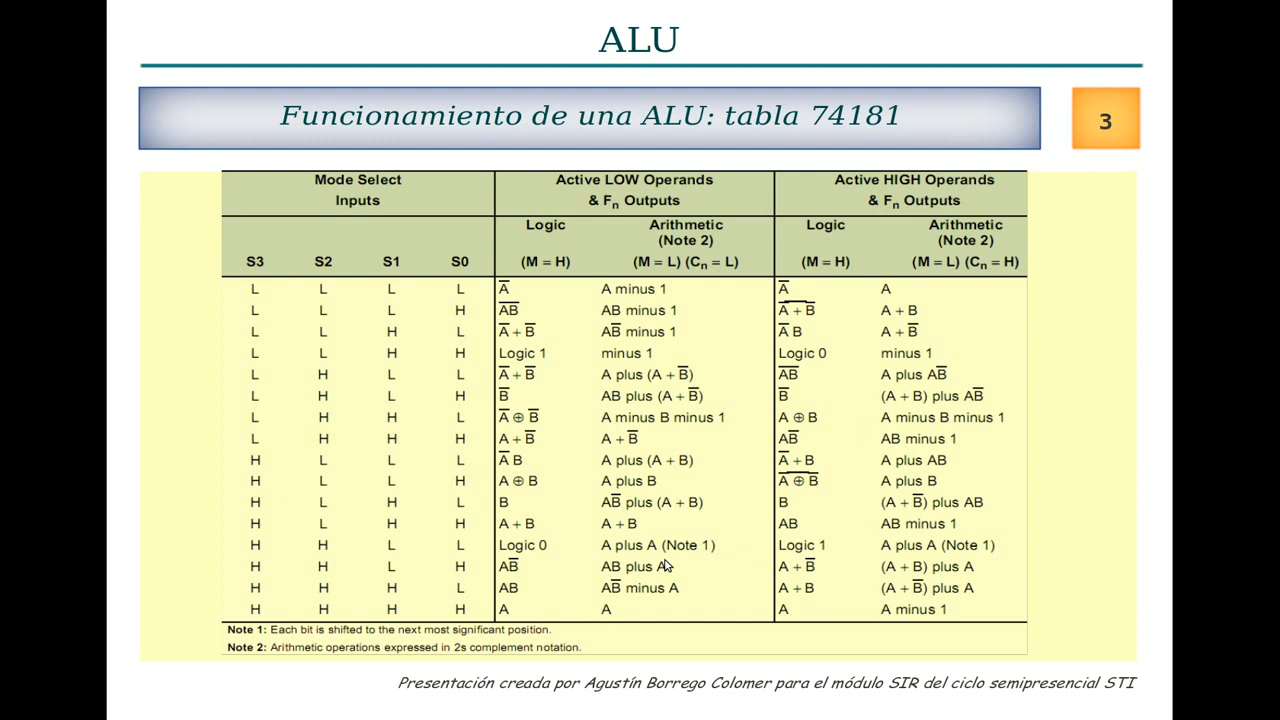 ALU
Funcionamiento de una ALU: tabla 74181
3
Mode Select Inputs | Active LOW Operands & Fn Outputs | Active HIGH Operands & Fn Outputs
S3 S2 S1 S0 | Logic (M = H) | Arithmetic (Note 2) (M = L) (Cn = L) | Logic (M = H) | Arithmetic (Note 2) (M = L) (Cn = H)
L L L L A̅ A minus 1 A̅ A
L L L H A̅B̅ AB minus 1 A̅ ̅+̅ ̅B̅ A + B
L L H L A̅ + B̅ AB̅ minus 1 A̅ B A + B̅
L L H H Logic 1 minus 1 Logic 0 minus 1
L H L L A̅ + B̅ A plus (A + B̅) A̅B̅ A plus AB̅
L H L H B̅ AB plus (A + B̅) B̅ (A + B) plus AB̅
L H H L A̅ ⊕ B̅ A minus B minus 1 A ⊕ B A minus B minus 1
L H H H A + B̅ A + B̅ AB̅ AB minus 1
H L L L A̅ B A plus (A + B) A̅ + B A plus AB
H L L H A ⊕ B A plus B A̅ ̅⊕̅ ̅B̅ A plus B
H L H L B AB̅ plus (A + B) B (A + B̅) plus AB
H L H H A + B A + B AB AB minus 1
H H L L Logic 0 A plus A (Note 1) Logic 1 A plus A (Note 1)
H H L H AB̅ AB plus A A + B̅ (A + B) plus A
H H H L AB AB̅ minus A A + B (A + B̅) plus A
H H H H A A A A minus 1
Note 1: Each bit is shifted to the next most significant position.
Note 2: Arithmetic operations expressed in 2s complement notation.
Presentación creada por Agustín Borrego Colomer para el módulo SIR del ciclo semipresencial STI